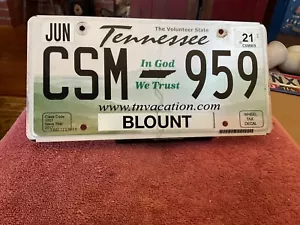 The Volunteer State
JUN Tennessee 21
CSM 959
In God
We Trust
www.tnvacation.com
BLOUNT